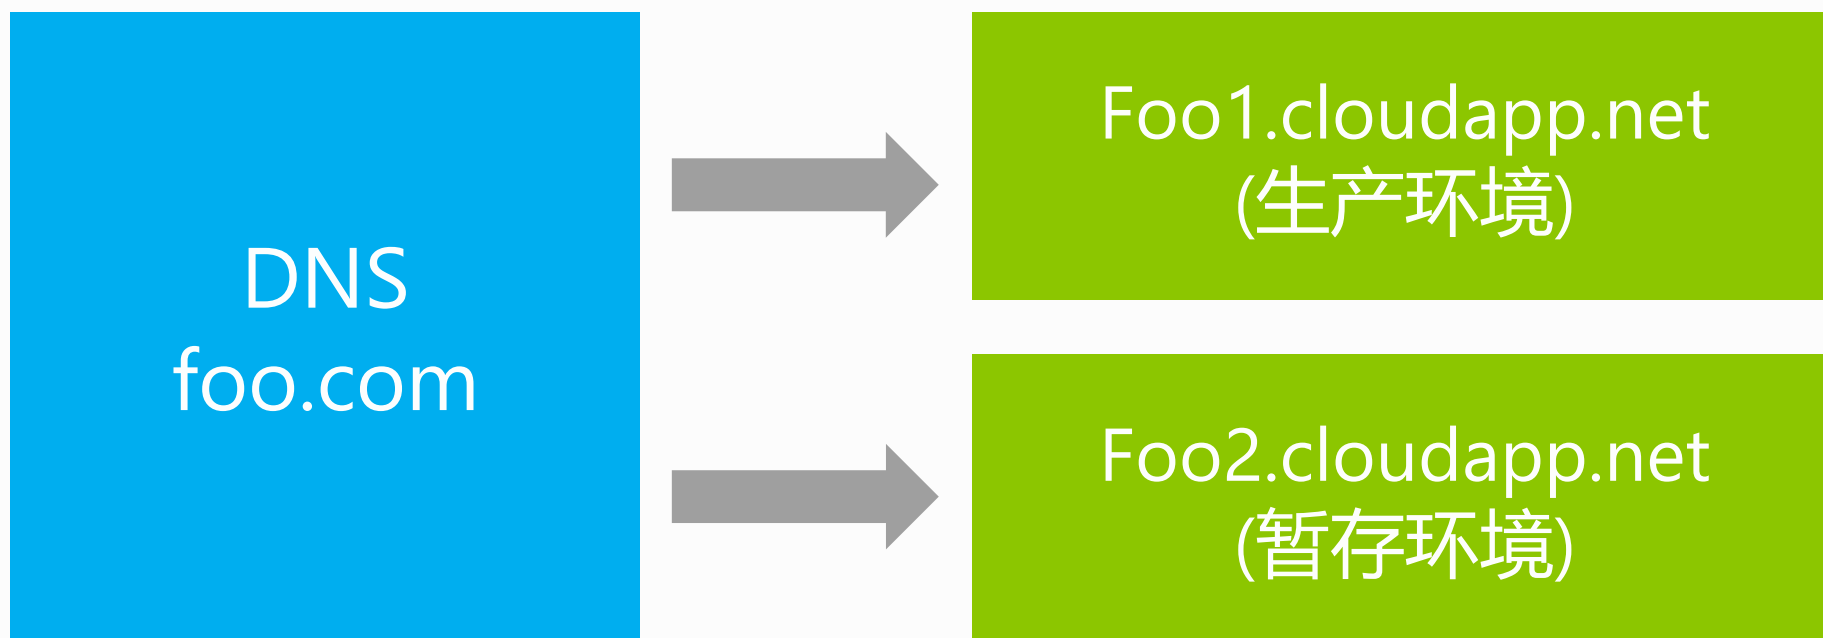 DNS
foo.com
Foo1.cloudapp.net
(生产环境)
Foo2.cloudapp.net
(暂存环境)